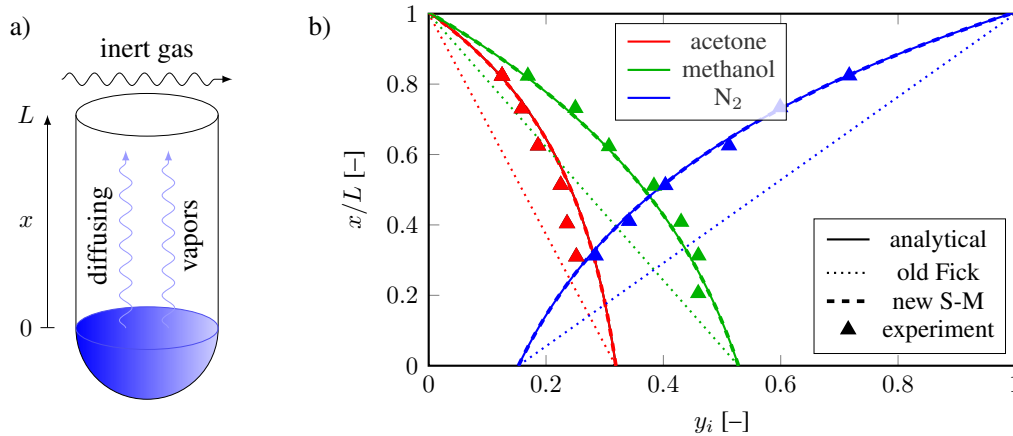 a)
inert gas
L
x
0
diffusing
vapors
b)
acetone
methanol
N₂
analytical
old Fick
new S-M
experiment
x/L [–]
1
0.8
0.6
0.4
0.2
0
0 0.2 0.4 0.6 0.8 1
yᵢ [–]